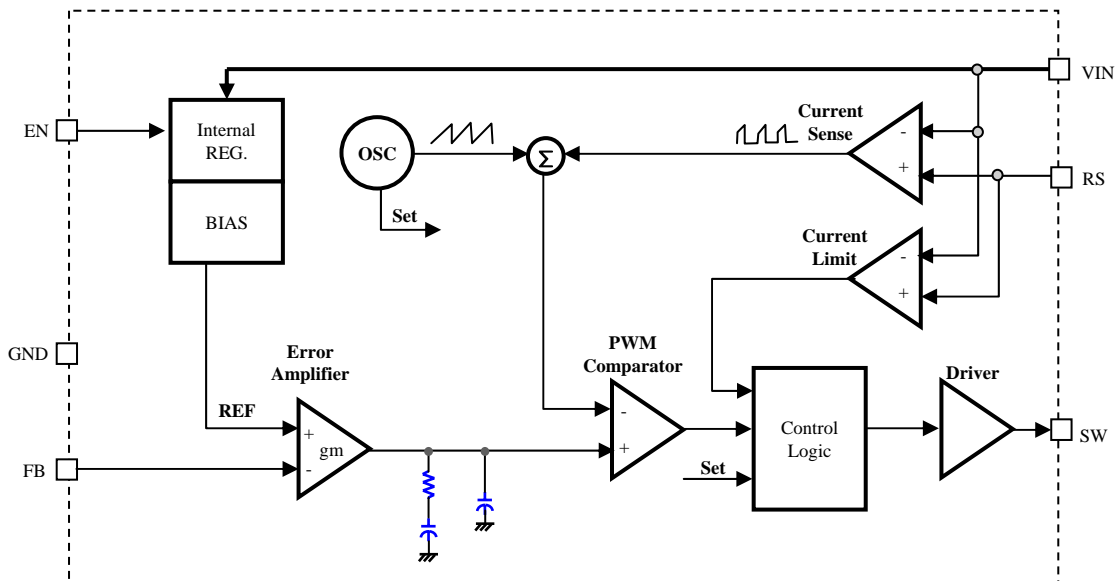 VIN
EN
Internal
REG.
OSC
Σ
Current
Sense
-
+
RS
BIAS
Set
Current
Limit
-
+
GND
Error
Amplifier
PWM
Comparator
Driver
REF
+
gm
-
-
+
Control
Logic
SW
FB
Set